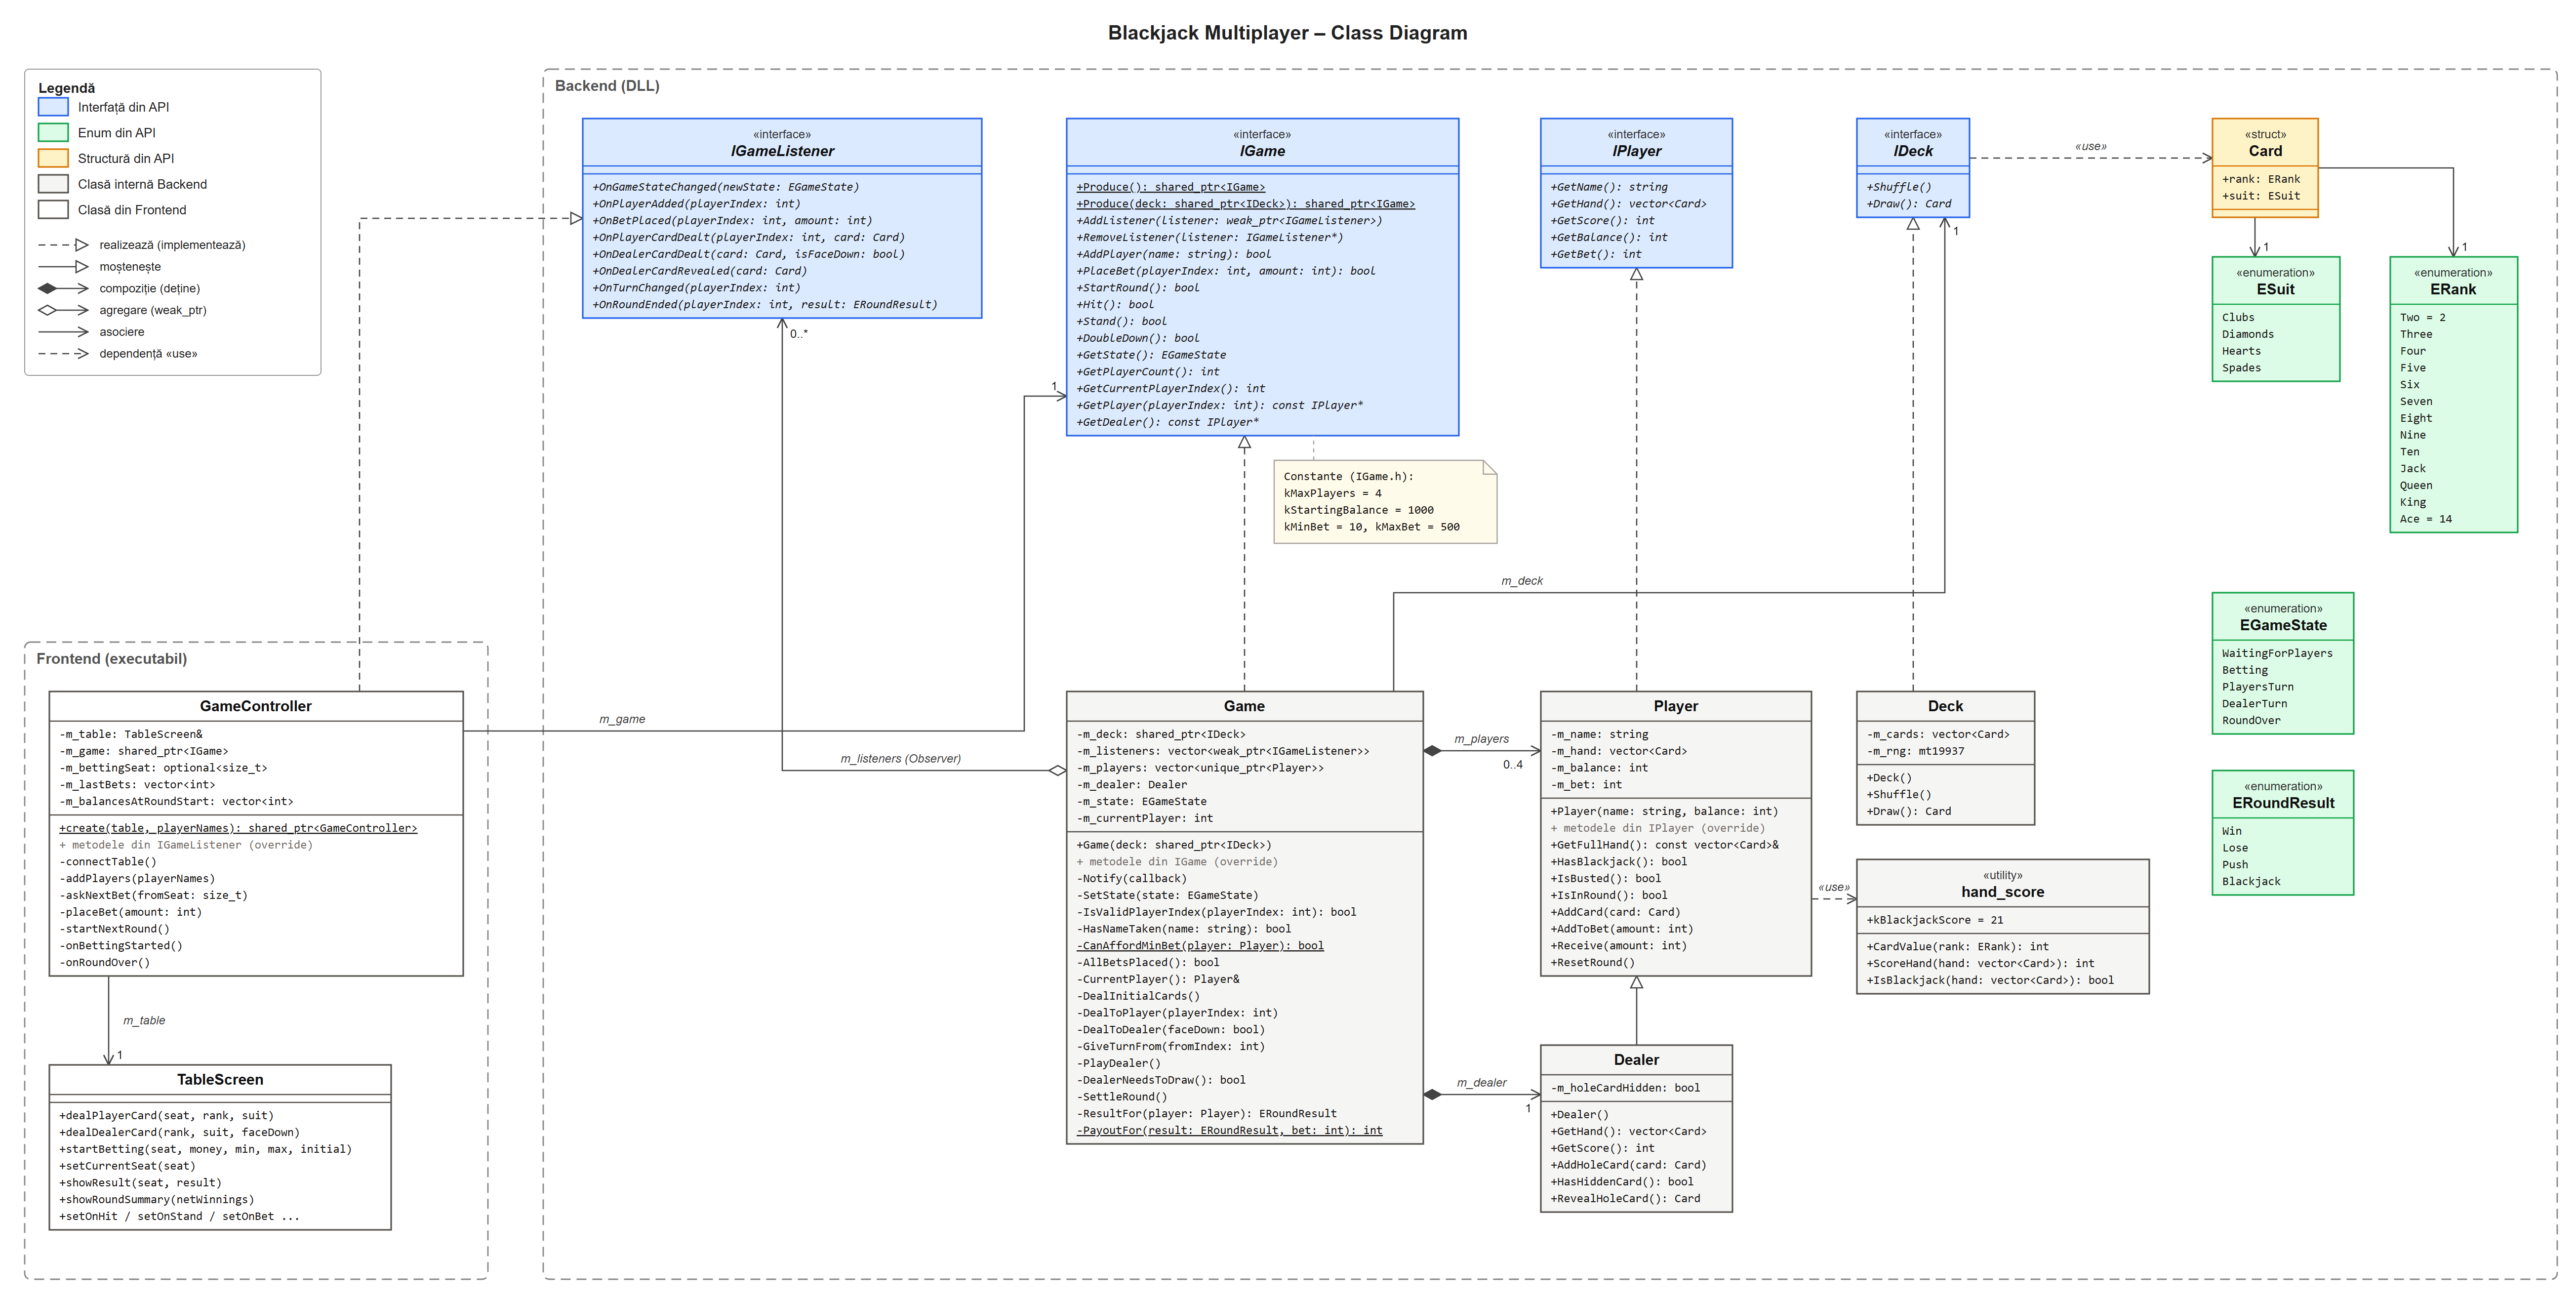 Blackjack Multiplayer – Class Diagram
Legendă
Interfață din API
Enum din API
Structură din API
Clasă internă Backend
Clasă din Frontend
realizează (implementează)
moștenește
compoziție (deține)
agregare (weak_ptr)
asociere
dependență «use»
Backend (DLL)
«interface»
IGameListener
+OnGameStateChanged(newState: EGameState)
+OnPlayerAdded(playerIndex: int)
+OnBetPlaced(playerIndex: int, amount: int)
+OnPlayerCardDealt(playerIndex: int, card: Card)
+OnDealerCardDealt(card: Card, isFaceDown: bool)
+OnDealerCardRevealed(card: Card)
+OnTurnChanged(playerIndex: int)
+OnRoundEnded(playerIndex: int, result: ERoundResult)
0..*
«interface»
IGame
+Produce(): shared_ptr<IGame>
+Produce(deck: shared_ptr<IDeck>): shared_ptr<IGame>
+AddListener(listener: weak_ptr<IGameListener>)
+RemoveListener(listener: IGameListener*)
+AddPlayer(name: string): bool
+PlaceBet(playerIndex: int, amount: int): bool
+StartRound(): bool
+Hit(): bool
+Stand(): bool
+DoubleDown(): bool
+GetState(): EGameState
+GetPlayerCount(): int
+GetCurrentPlayerIndex(): int
+GetPlayer(playerIndex: int): const IPlayer*
+GetDealer(): const IPlayer*
1
Constante (IGame.h):
kMaxPlayers = 4
kStartingBalance = 1000
kMinBet = 10, kMaxBet = 500
«interface»
IPlayer
+GetName(): string
+GetHand(): vector<Card>
+GetScore(): int
+GetBalance(): int
+GetBet(): int
«interface»
IDeck
+Shuffle()
+Draw(): Card
1
«use»
«struct»
Card
+rank: ERank
+suit: ESuit
1
1
«enumeration»
ESuit
Clubs
Diamonds
Hearts
Spades
«enumeration»
ERank
Two = 2
Three
Four
Five
Six
Seven
Eight
Nine
Ten
Jack
Queen
King
Ace = 14
m_deck
«enumeration»
EGameState
WaitingForPlayers
Betting
PlayersTurn
DealerTurn
RoundOver
«enumeration»
ERoundResult
Win
Lose
Push
Blackjack
Frontend (executabil)
GameController
-m_table: TableScreen&
-m_game: shared_ptr<IGame>
-m_bettingSeat: optional<size_t>
-m_lastBets: vector<int>
-m_balancesAtRoundStart: vector<int>
+create(table, playerNames): shared_ptr<GameController>
+ metodele din IGameListener (override)
-connectTable()
-addPlayers(playerNames)
-askNextBet(fromSeat: size_t)
-placeBet(amount: int)
-startNextRound()
-onBettingStarted()
-onRoundOver()
m_table
1
TableScreen
+dealPlayerCard(seat, rank, suit)
+dealDealerCard(rank, suit, faceDown)
+startBetting(seat, money, min, max, initial)
+setCurrentSeat(seat)
+showResult(seat, result)
+showRoundSummary(netWinnings)
+setOnHit / setOnStand / setOnBet ...
m_game
m_listeners (Observer)
Game
-m_deck: shared_ptr<IDeck>
-m_listeners: vector<weak_ptr<IGameListener>>
-m_players: vector<unique_ptr<Player>>
-m_dealer: Dealer
-m_state: EGameState
-m_currentPlayer: int
+Game(deck: shared_ptr<IDeck>)
+ metodele din IGame (override)
-Notify(callback)
-SetState(state: EGameState)
-IsValidPlayerIndex(playerIndex: int): bool
-HasNameTaken(name: string): bool
-CanAffordMinBet(player: Player): bool
-AllBetsPlaced(): bool
-CurrentPlayer(): Player&
-DealInitialCards()
-DealToPlayer(playerIndex: int)
-DealToDealer(faceDown: bool)
-GiveTurnFrom(fromIndex: int)
-PlayDealer()
-DealerNeedsToDraw(): bool
-SettleRound()
-ResultFor(player: Player): ERoundResult
-PayoutFor(result: ERoundResult, bet: int): int
m_players
0..4
m_dealer
1
Player
-m_name: string
-m_hand: vector<Card>
-m_balance: int
-m_bet: int
+Player(name: string, balance: int)
+ metodele din IPlayer (override)
+GetFullHand(): const vector<Card>&
+HasBlackjack(): bool
+IsBusted(): bool
+IsInRound(): bool
+AddCard(card: Card)
+AddToBet(amount: int)
+Receive(amount: int)
+ResetRound()
Dealer
-m_holeCardHidden: bool
+Dealer()
+GetHand(): vector<Card>
+GetScore(): int
+AddHoleCard(card: Card)
+HasHiddenCard(): bool
+RevealHoleCard(): Card
Deck
-m_cards: vector<Card>
-m_rng: mt19937
+Deck()
+Shuffle()
+Draw(): Card
«use»
«utility»
hand_score
+kBlackjackScore = 21
+CardValue(rank: ERank): int
+ScoreHand(hand: vector<Card>): int
+IsBlackjack(hand: vector<Card>): bool